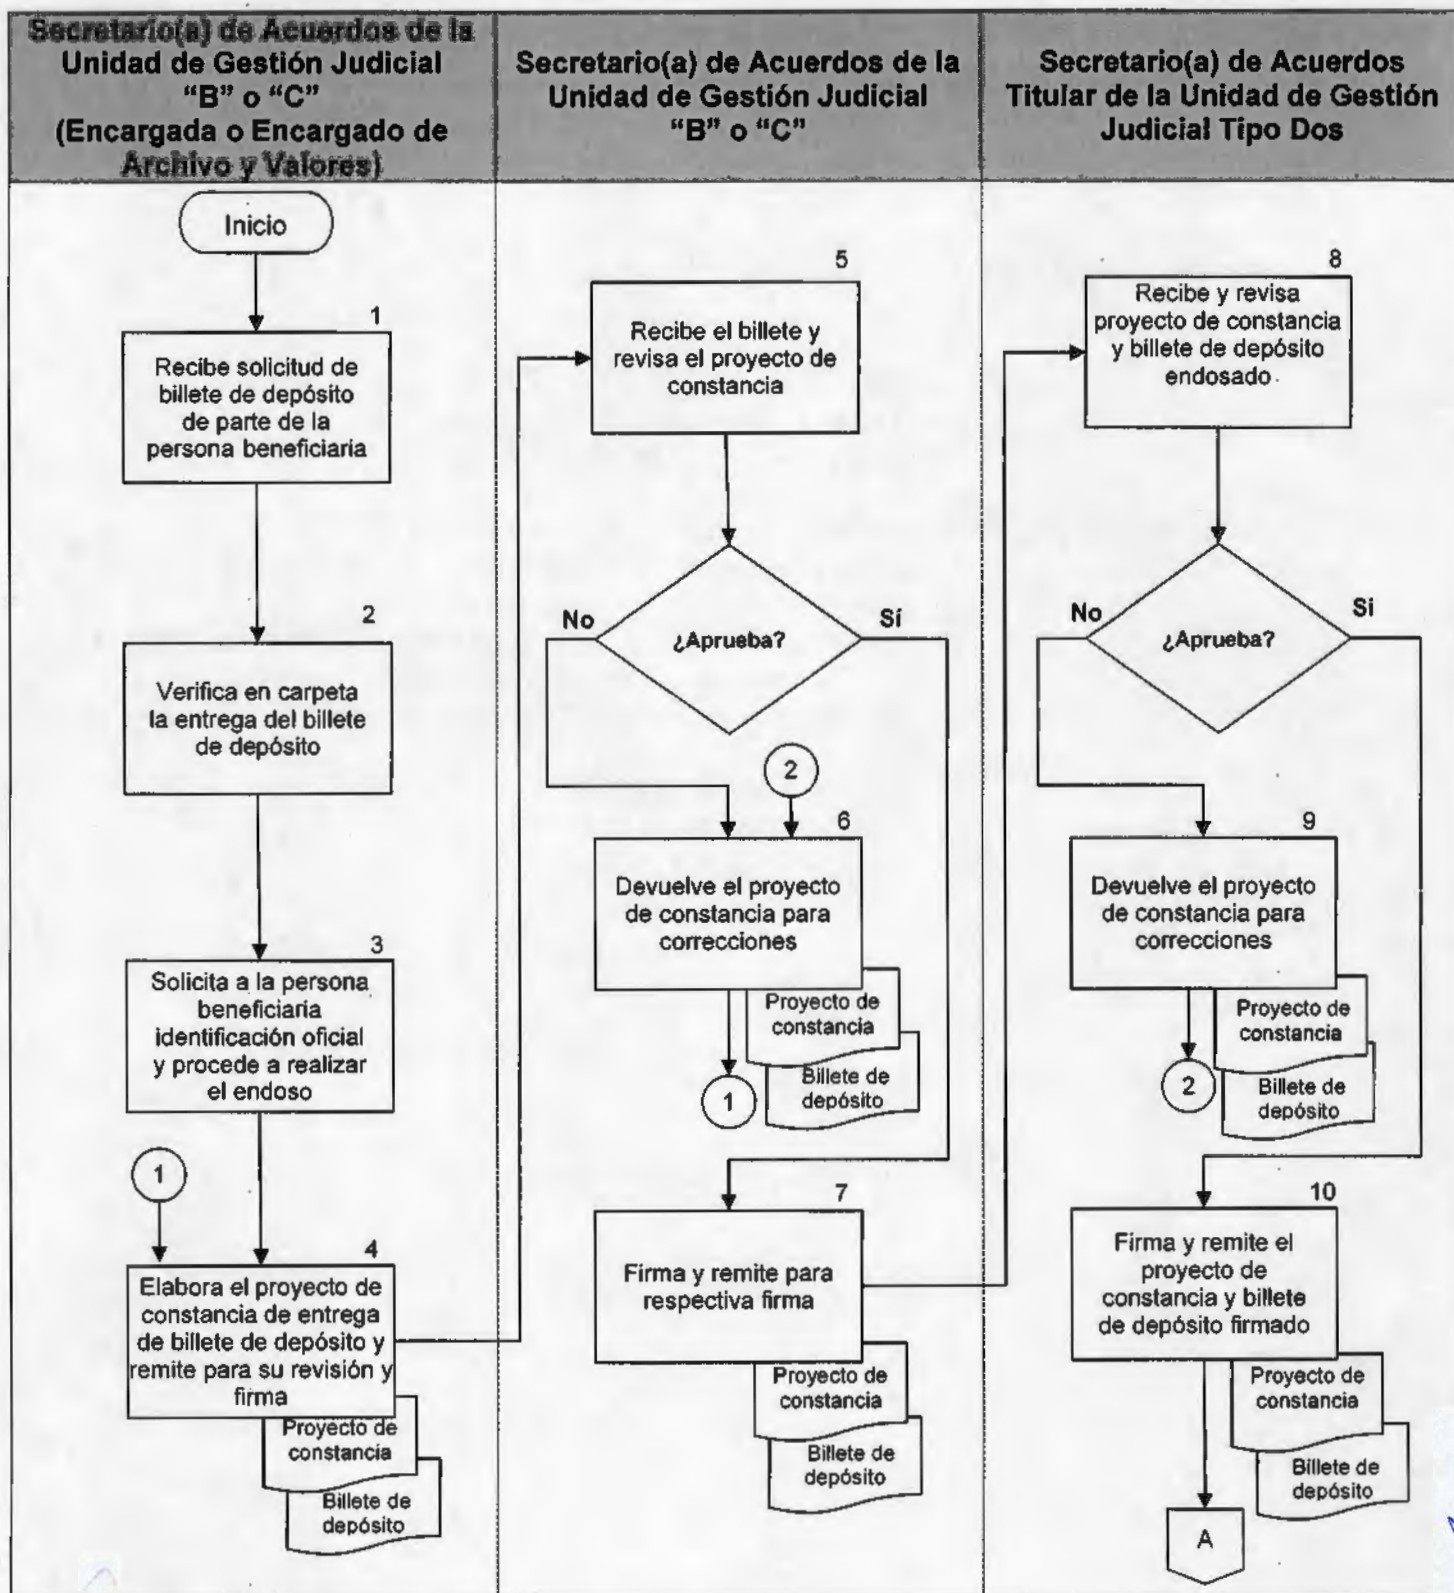 Secretario(a) de Acuerdos de la
Unidad de Gestión Judicial
“B” o “C”
(Encargada o Encargado de
Archivo y Valores)
Secretario(a) de Acuerdos de la
Unidad de Gestión Judicial
“B” o “C”
Secretario(a) de Acuerdos
Titular de la Unidad de Gestión
Judicial Tipo Dos
Inicio
1
Recibe solicitud de
billete de depósito
de parte de la
persona beneficiaria
2
Verifica en carpeta
la entrega del billete
de depósito
3
Solicita a la persona
beneficiaria
identificación oficial
y procede a realizar
el endoso
1
4
Elabora el proyecto de
constancia de entrega
de billete de depósito y
remite para su revisión y
firma
Proyecto de
constancia
Billete de
depósito
5
Recibe el billete y
revisa el proyecto de
constancia
No
¿Aprueba?
Sí
2
6
Devuelve el proyecto
de constancia para
correcciones
Proyecto de
constancia
Billete de
depósito
1
7
Firma y remite para
respectiva firma
Proyecto de
constancia
Billete de
depósito
8
Recibe y revisa
proyecto de constancia
y billete de depósito
endosado
No
¿Aprueba?
Si
9
Devuelve el proyecto
de constancia para
correcciones
Proyecto de
constancia
Billete de
depósito
2
10
Firma y remite el
proyecto de
constancia y billete
de depósito firmado
Proyecto de
constancia
Billete de
depósito
A